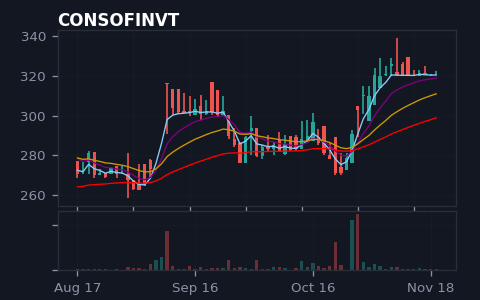 CONSOFINVT
340
320
300
280
260
Aug 17
Sep 16
Oct 16
Nov 18